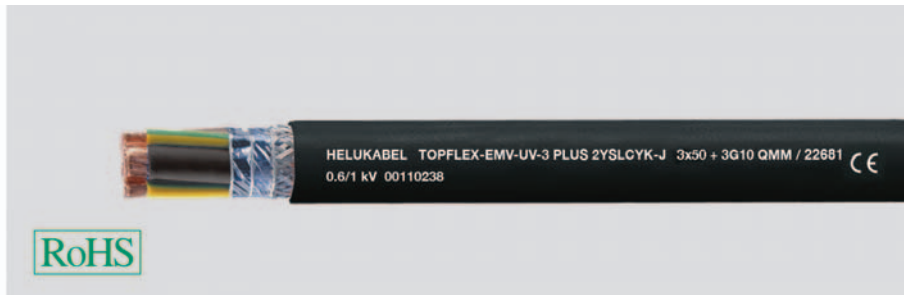 HELUKABEL TOPFLEX-EMV-UV-3 PLUS 2YSLCYK-J 3x50 + 3G10 QMM / 22681 CE
0.6/1 kV 00110238
RoHS